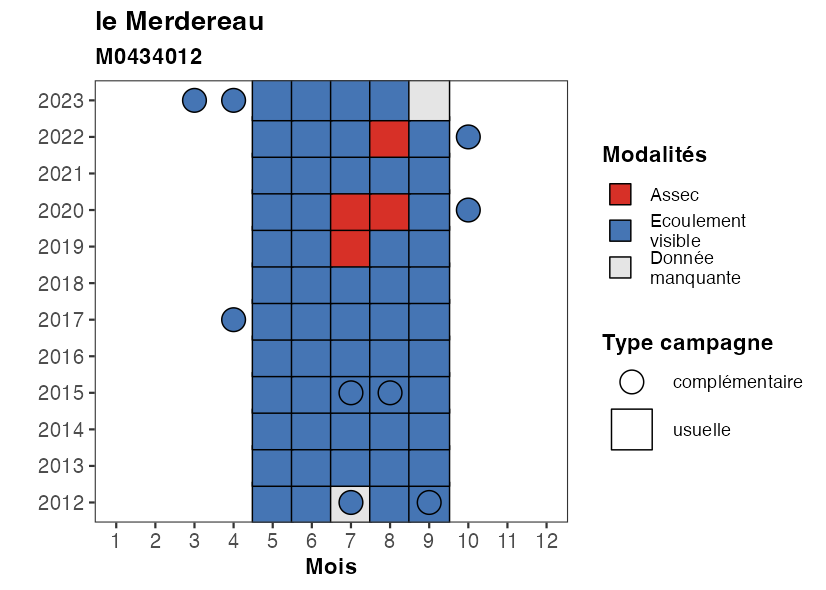 le Merdereau
M0434012
2023
2022
2021
2020
2019
2018
2017
2016
2015
2014
2013
2012
1 2 3 4 5 6 7 8 9 10 11 12
Mois
Modalités
Assec
Ecoulement
visible
Donnée
manquante
Type campagne
complémentaire
usuelle